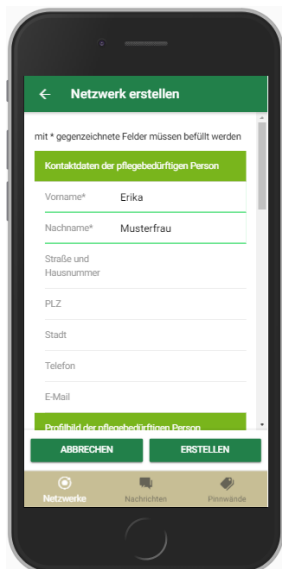 Netzwerk erstellen
mit * gegenzeichnete Felder müssen befüllt werden
Kontaktdaten der pflegebedürftigen Person
Vorname* Erika
Nachname* Musterfrau
Straße und
Hausnummer
PLZ
Stadt
Telefon
E-Mail
Profilbild der pflegebedürftigen Person
ABBRECHEN ERSTELLEN
Netzwerke Nachrichten Pinnwände